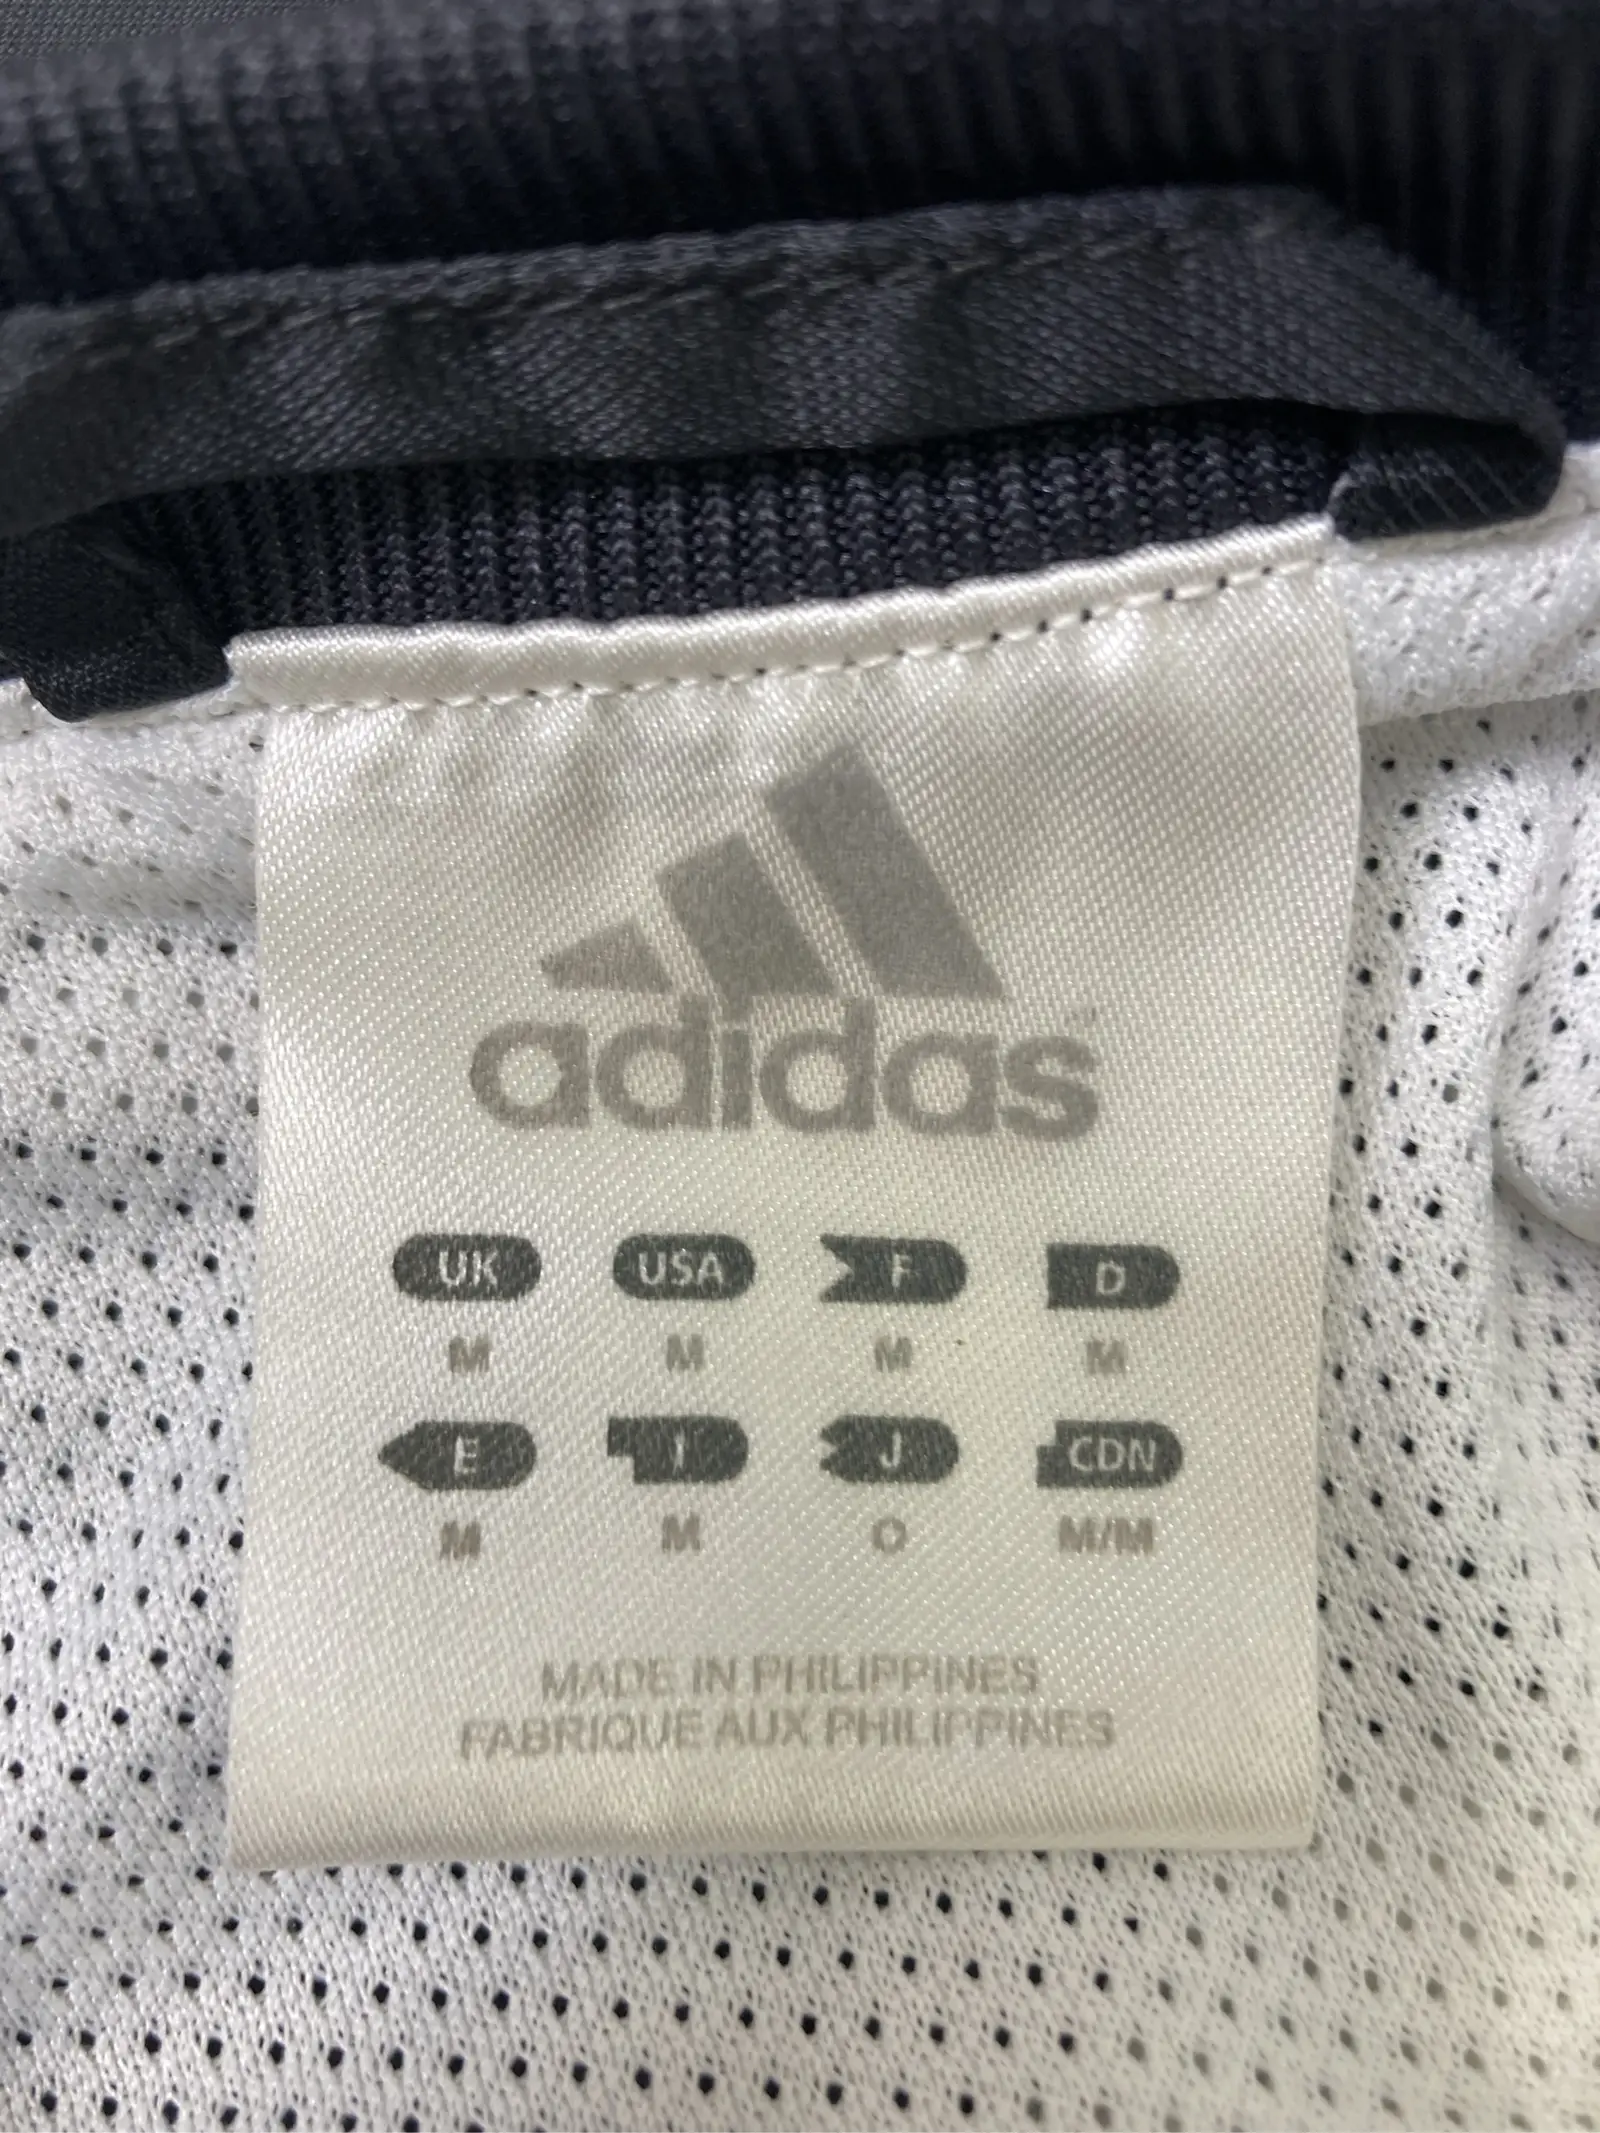 adidas
UK USA F D
M M M M
E I J CDN
M M O M/M
MADE IN PHILIPPINES
FABRIQUE AUX PHILIPPINES